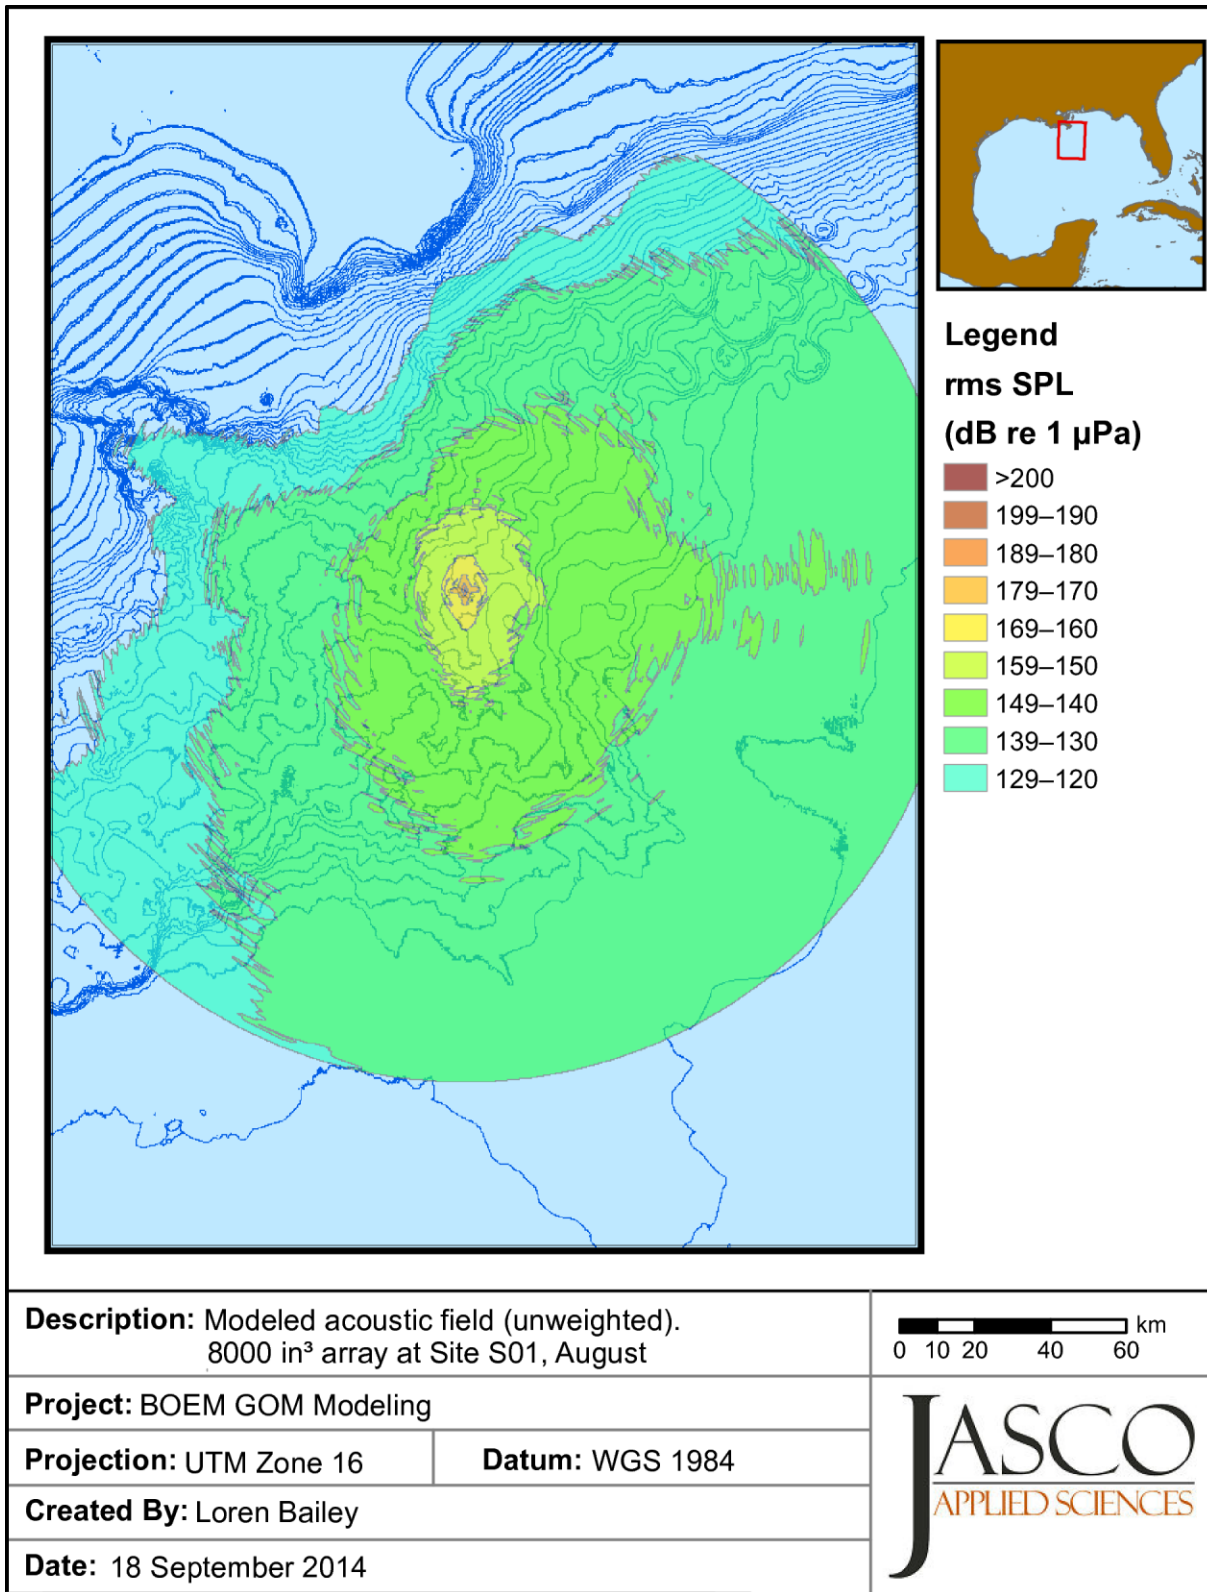 Legend
rms SPL
(dB re 1 µPa)
>200
199–190
189–180
179–170
169–160
159–150
149–140
139–130
129–120
Description: Modeled acoustic field (unweighted).
8000 in³ array at Site S01, August
km
0 10 20 40 60
Project: BOEM GOM Modeling
Projection: UTM Zone 16
Datum: WGS 1984
Created By: Loren Bailey
Date: 18 September 2014
JASCO
APPLIED SCIENCES